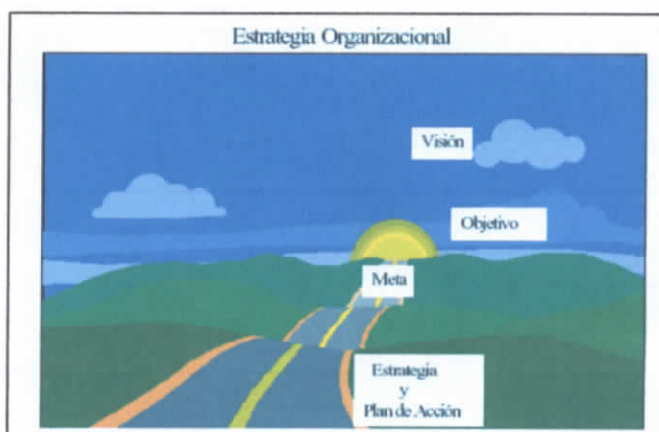 Estrategia Organizacional
Visión
Objetivo
Meta
Estrategia
y
Plan de Acción